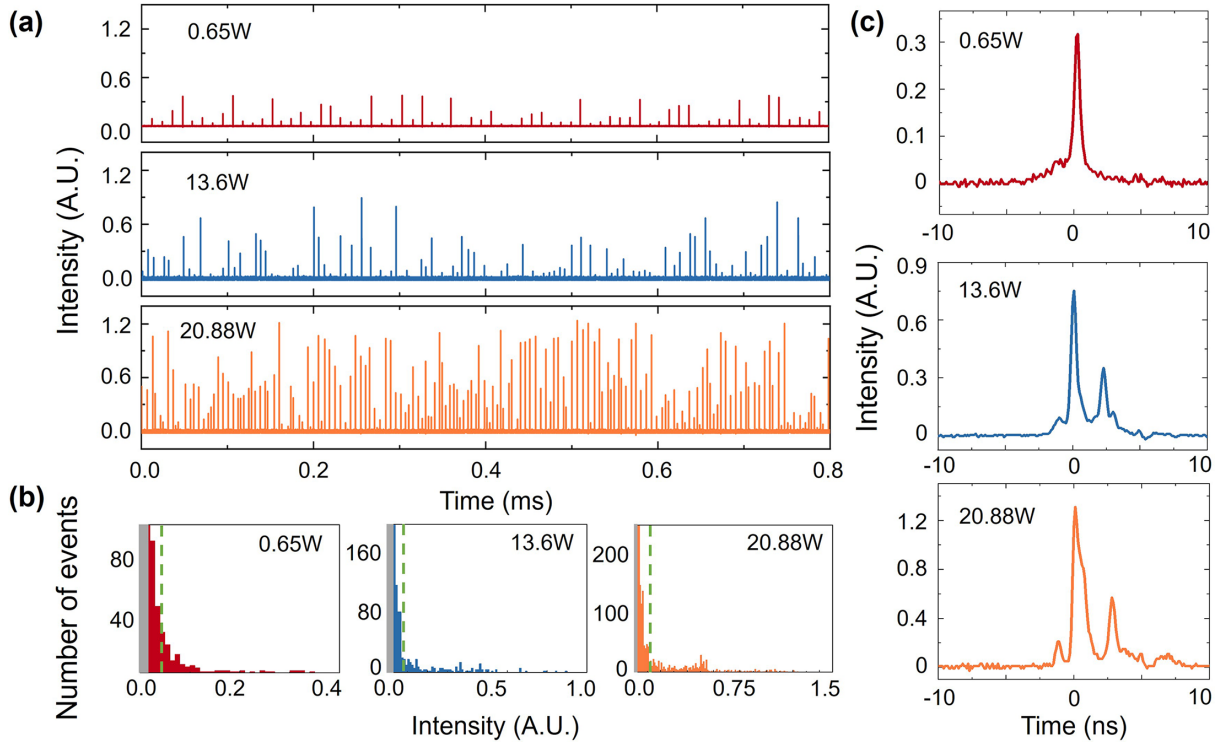 (a)
Intensity (A.U.)
0.65W
1.2
0.6
0.0
13.6W
1.2
0.6
0.0
20.88W
1.2
0.6
0.0
0.0 0.2 0.4 0.6 0.8
Time (ms)
(b)
Number of events
0.65W
80
40
0.0 0.2 0.4
13.6W
160
80
0
0.0 0.5 1.0
20.88W
200
100
0
0.0 0.75 1.5
Intensity (A.U.)
(c)
Intensity (A.U.)
0.65W
0.3
0.2
0.1
0
-10 0 10
13.6W
0.9
0.6
0.3
0
-10 0 10
20.88W
1.2
0.8
0.4
0
-10 0 10
Time (ns)